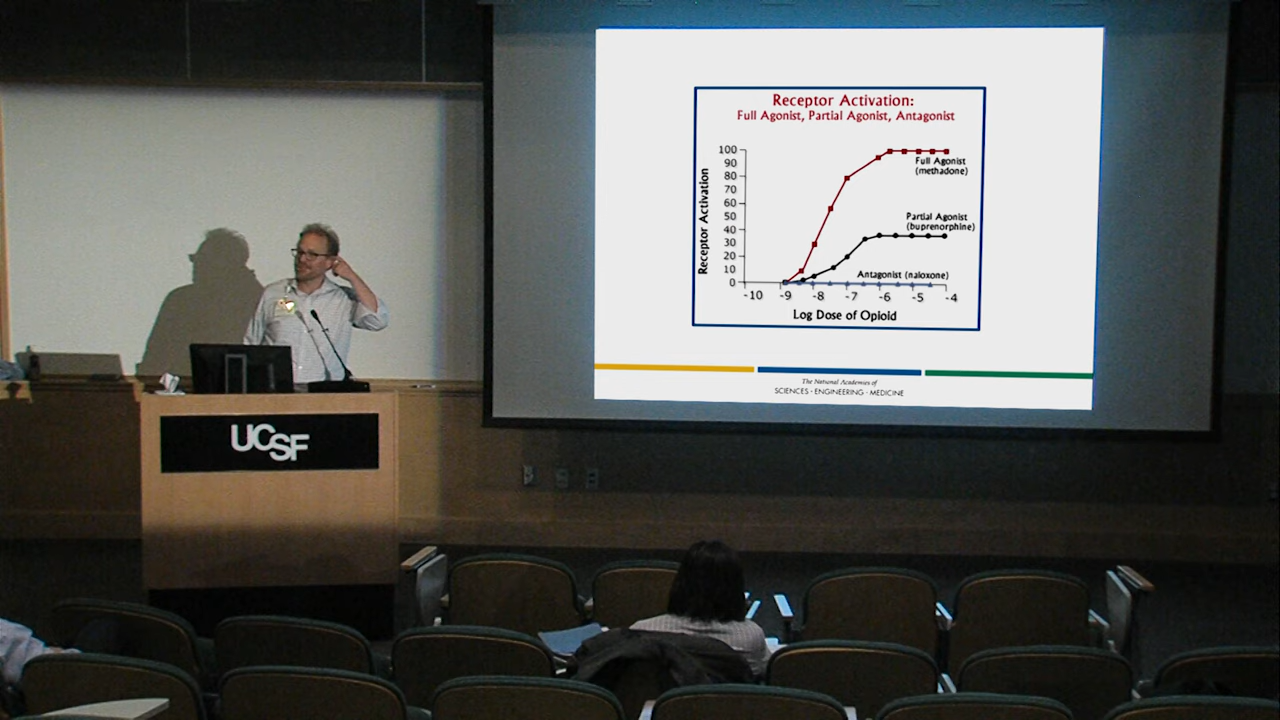 Receptor Activation:
Full Agonist, Partial Agonist, Antagonist
Receptor Activation
100
90
80
70
60
50
40
30
20
10
0
Full Agonist
(methadone)
Partial Agonist
(buprenorphine)
Antagonist (naloxone)
-10 -9 -8 -7 -6 -5 -4
Log Dose of Opioid
The National Academies of
SCIENCES · ENGINEERING · MEDICINE
UCSF